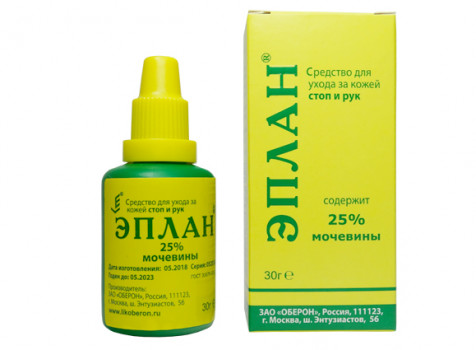 Средство для ухода за
кожей стоп и рук
ЭПЛАН
25%
мочевины
Дата изготовления: 05.2018 Серия
Годен до: 05.2023
Производитель:
ЗАО «ОБЕРОН», Россия, 111123,
г. Москва, ш. Энтузиастов, 56
www.likoberon.ru
30г
ЭПЛАН®
Средство для
ухода за кожей
стоп и рук
содержит
25%
мочевины
30г ℮
ЗАО «ОБЕРОН», Россия, 111123,
г. Москва, ш. Энтузиастов, 56